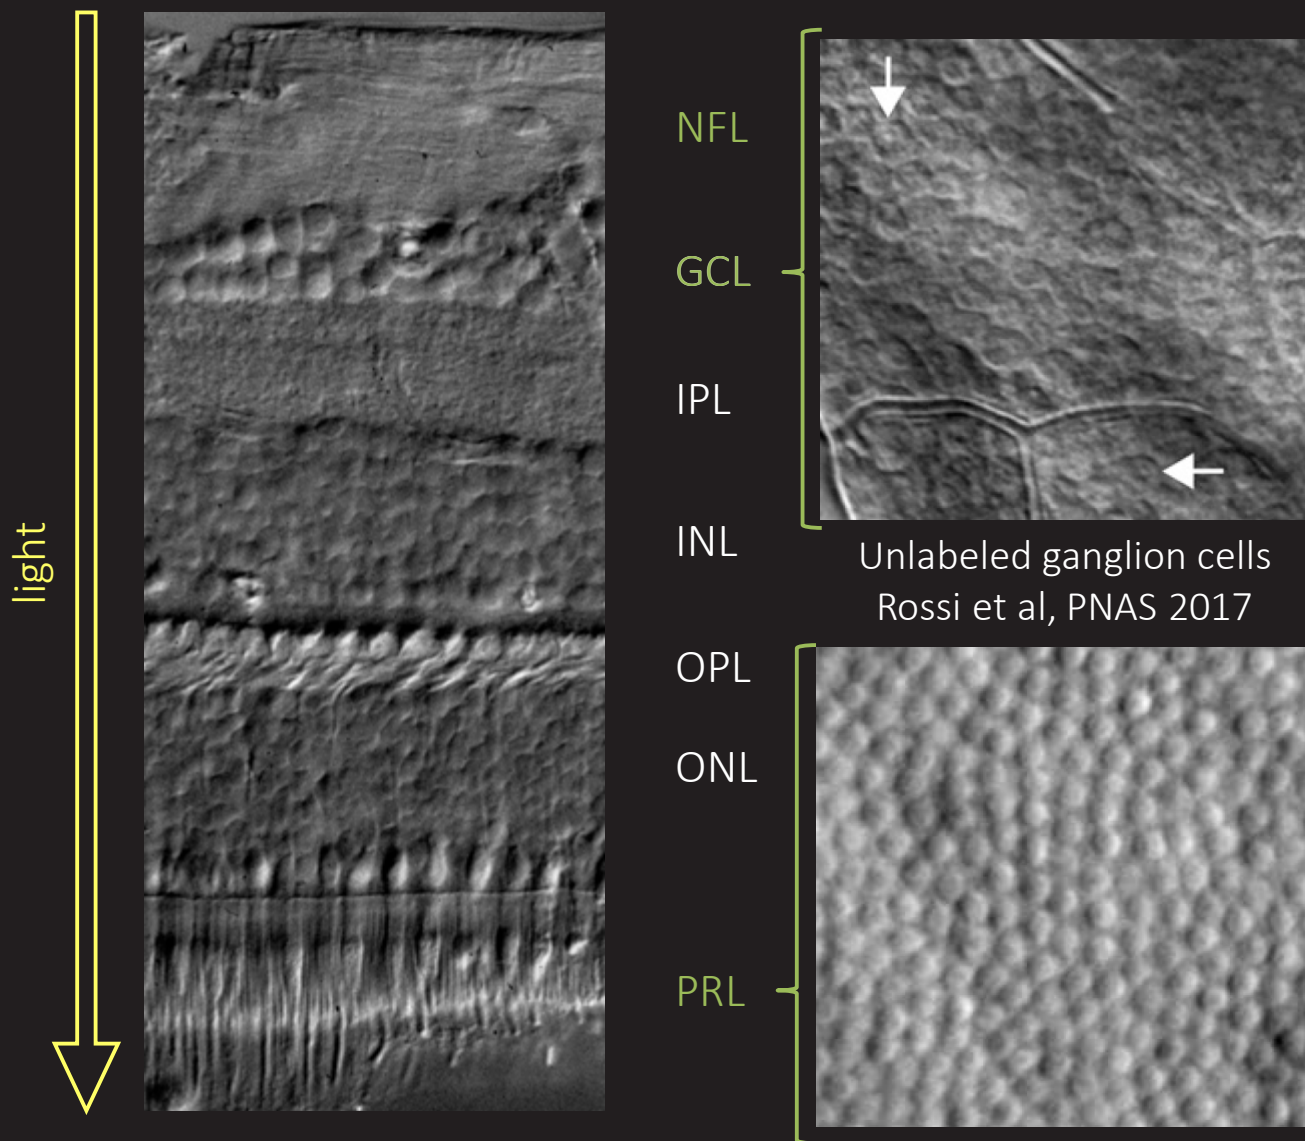 light
NFL
GCL
IPL
INL
OPL
ONL
PRL
Unlabeled ganglion cells
Rossi et al, PNAS 2017